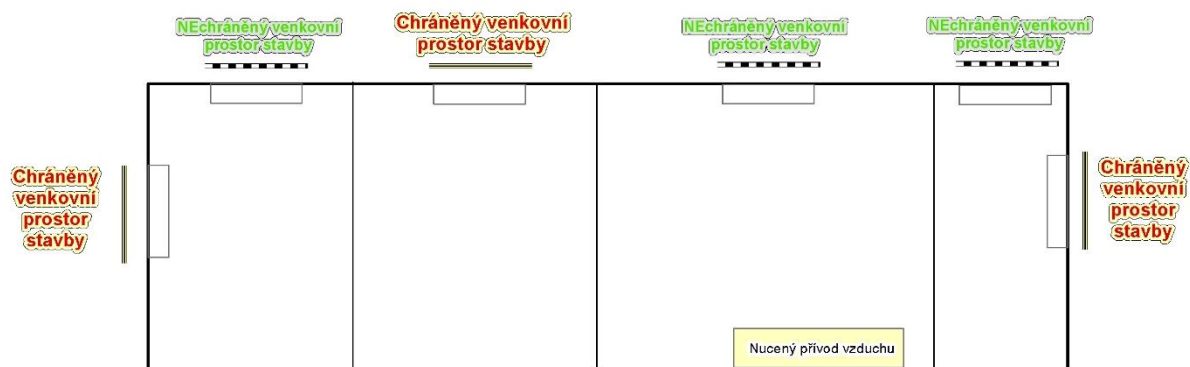 NEchráněný venkovní
prostor stavby
Chráněný venkovní
prostor stavby
NEchráněný venkovní
prostor stavby
NEchráněný venkovní
prostor stavby
Chráněný
venkovní
prostor
stavby
Chráněný
venkovní
prostor
stavby
Nucený přívod vzduchu